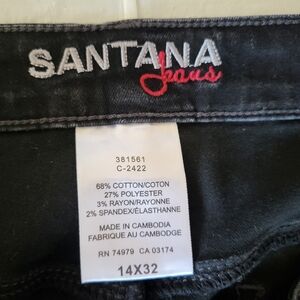 SANTANA
Jeans
381561
C-2422
68% COTTON/COTON
27% POLYESTER
3% RAYON/RAYONNE
2% SPANDEX/ÉLASTHANNE
MADE IN CAMBODIA
FABRIQUE AU CAMBODGE
RN 74979 CA 03174
14X32